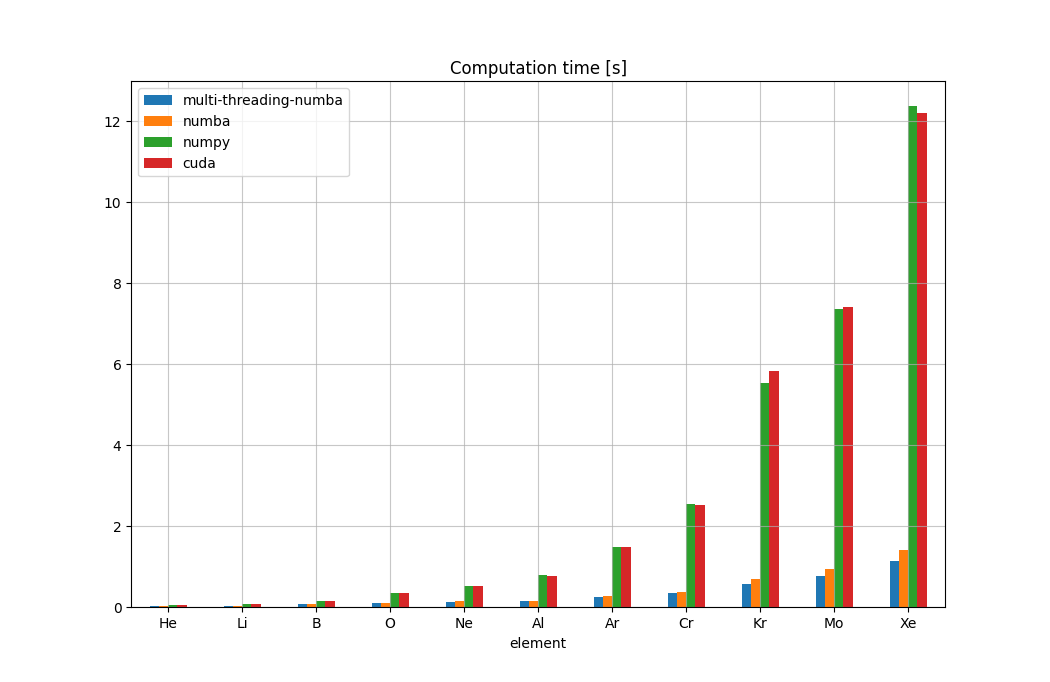 Computation time [s]
multi-threading-numba
numba
numpy
cuda
12
10
8
6
4
2
0
He Li B O Ne Al Ar Cr Kr Mo Xe
element